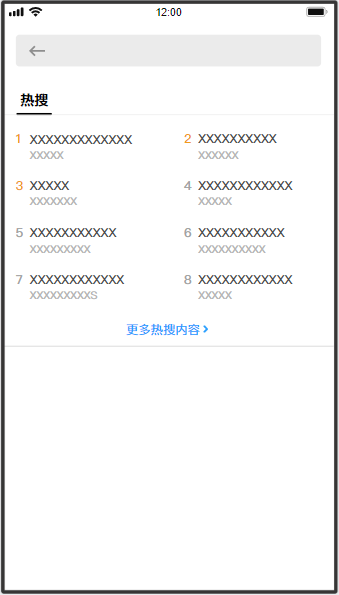 12:00
热搜
1 XXXXXXXXXXXXX
XXXXX
2 XXXXXXXXXX
XXXXXX
3 XXXXX
XXXXXXX
4 XXXXXXXXXXXX
XXXXX
5 XXXXXXXXXXX
XXXXXXXXX
6 XXXXXXXXXXX
XXXXXXXXXX
7 XXXXXXXXXXXX
XXXXXXXXXS
8 XXXXXXXXXXXX
XXXXX
更多热搜内容